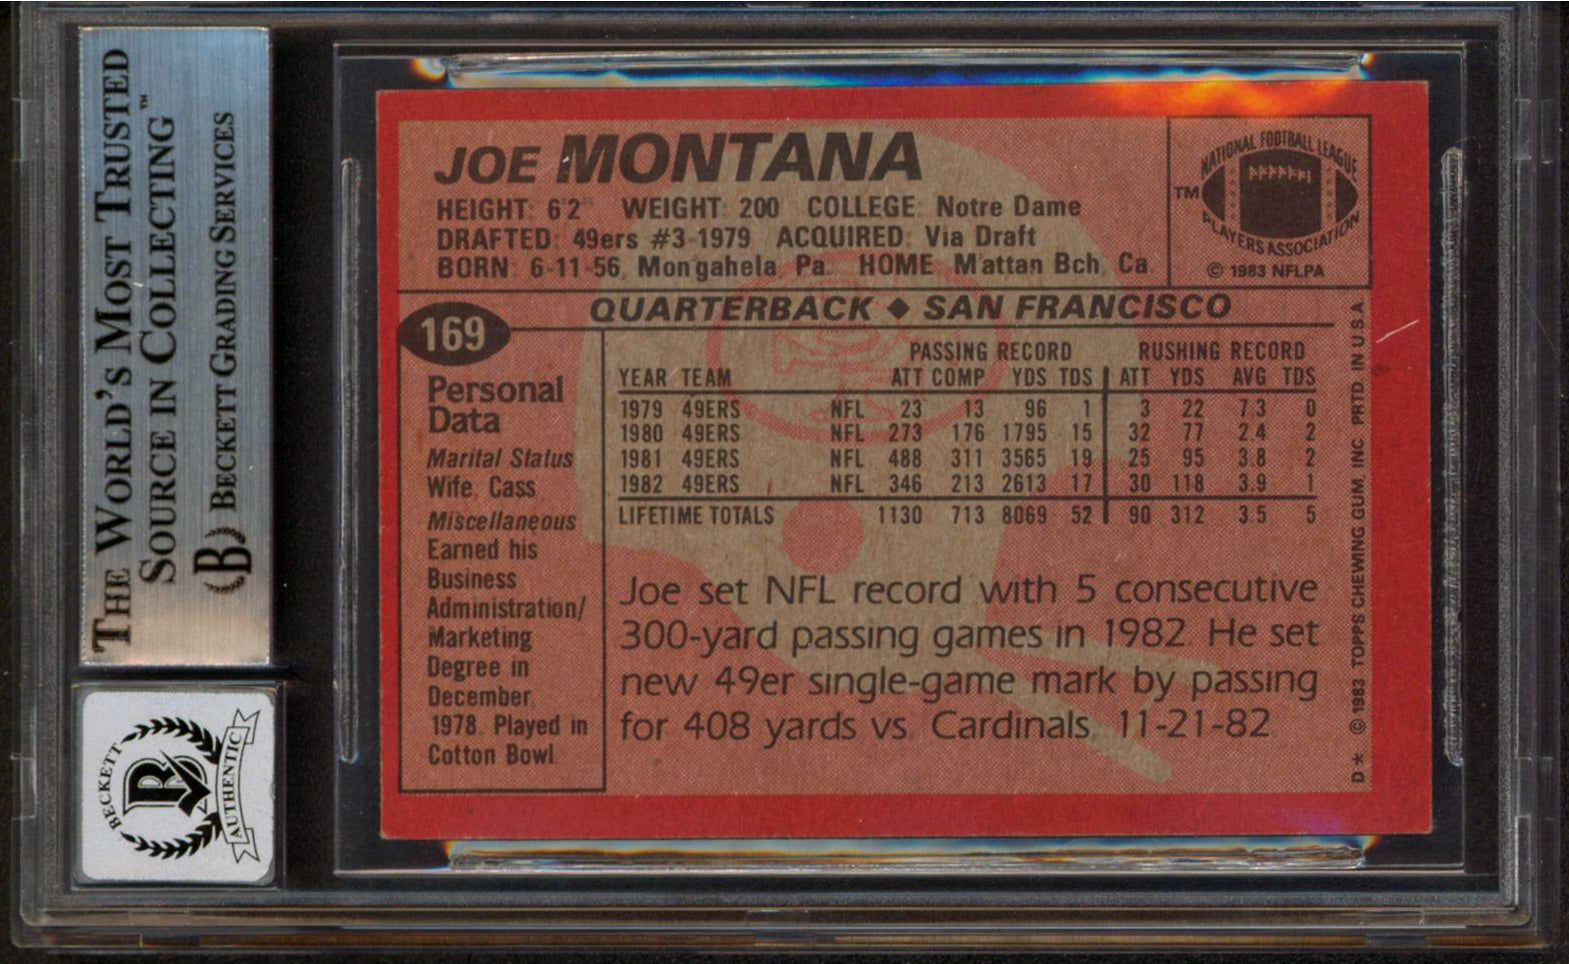 THE WORLD'S MOST TRUSTED
SOURCE IN COLLECTING™
BECKETT GRADING SERVICES
B
BECKETT
B
AUTHENTIC
JOE MONTANA
HEIGHT: 6'2" WEIGHT: 200 COLLEGE: Notre Dame
DRAFTED: 49ers #3-1979 ACQUIRED: Via Draft
BORN: 6-11-56, Mongahela Pa. HOME: M'attan Bch, Ca.
NATIONAL FOOTBALL LEAGUE
TM
PLAYERS ASSOCIATION
© 1983 NFLPA
169
QUARTERBACK ♦ SAN FRANCISCO
Personal
Data
Marital Status
Wife, Cass
Miscellaneous
Earned his
Business
Administration/
Marketing
Degree in
December,
1978. Played in
Cotton Bowl.
PASSING RECORD RUSHING RECORD
YEAR TEAM ATT COMP YDS TDS ATT YDS AVG TDS
1979 49ERS NFL 23 13 96 1 3 22 7.3 0
1980 49ERS NFL 273 176 1795 15 32 77 2.4 2
1981 49ERS NFL 488 311 3565 19 25 95 3.8 2
1982 49ERS NFL 346 213 2613 17 30 118 3.9 1
LIFETIME TOTALS 1130 713 8069 52 90 312 3.5 5
Joe set NFL record with 5 consecutive
300-yard passing games in 1982. He set
new 49er single-game mark by passing
for 408 yards vs. Cardinals, 11-21-82
D* © 1983 TOPPS CHEWING GUM, INC. PRTD. IN U.S.A.